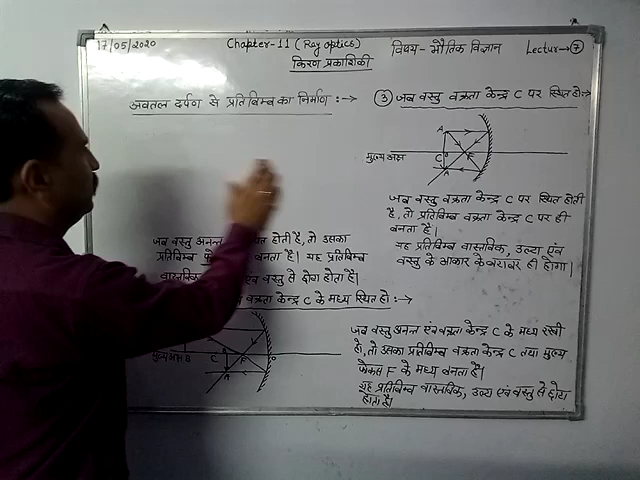 17/05/2020
Chapter-11 (Ray optics)
विषय- भौतिक विज्ञान
Lectur→7
किरण प्रकाशिकी
अवतल दर्पण से प्रतिबिम्ब का निर्माण :→
जब वस्तु अनन्त होती है, तो उसका
प्रतिबिम्ब बनता है। यह प्रतिबिम्ब
एवं वस्तु से छोटा होता है।
वक्रता केन्द्र C के मध्य स्थित हो :→
मुख्य अक्ष B
C
F
A
3 जब वस्तु वक्रता केन्द्र C पर स्थित हो:→
A
मुख्य अक्ष
C
B
F
A
जब वस्तु वक्रता केन्द्र C पर स्थित होती
है, तो प्रतिबिम्ब वक्रता केन्द्र C पर ही
बनता है।
यह प्रतिबिम्ब वास्तविक, उल्टा एंव
वस्तु के आकार के बराबर ही होगा।
जब वस्तु अनन्त एंव वक्रता केन्द्र C के मध्य रखी
हो, तो उसका प्रतिबिम्ब वक्रता केन्द्र C तथा मुख्य
फोकस F के मध्य बनता है।
यह प्रतिबिम्ब वास्तविक, उल्टा एंव वस्तु से छोटा
होता है।